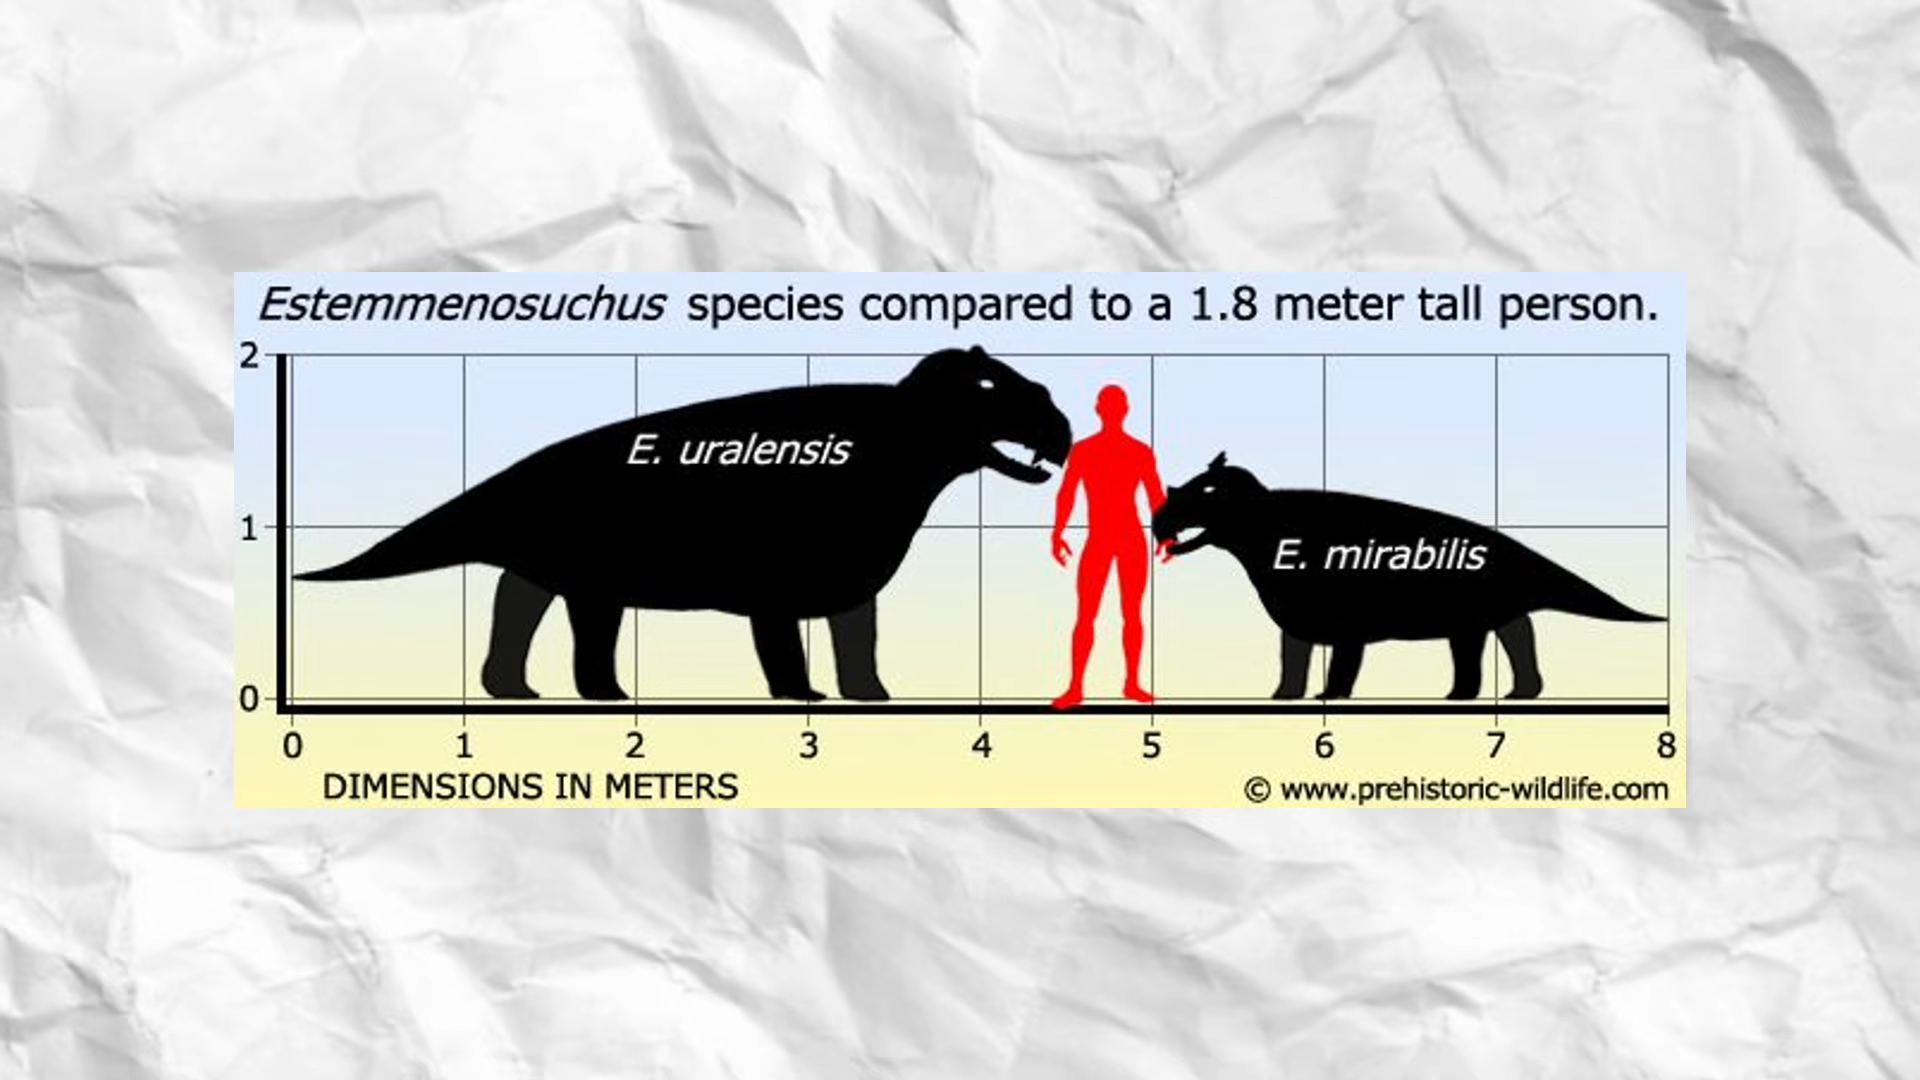 Estemmenosuchus species compared to a 1.8 meter tall person.
2
E. uralensis
1
E. mirabilis
0
0 1 2 3 4 5 6 7 8
DIMENSIONS IN METERS
© www.prehistoric-wildlife.com